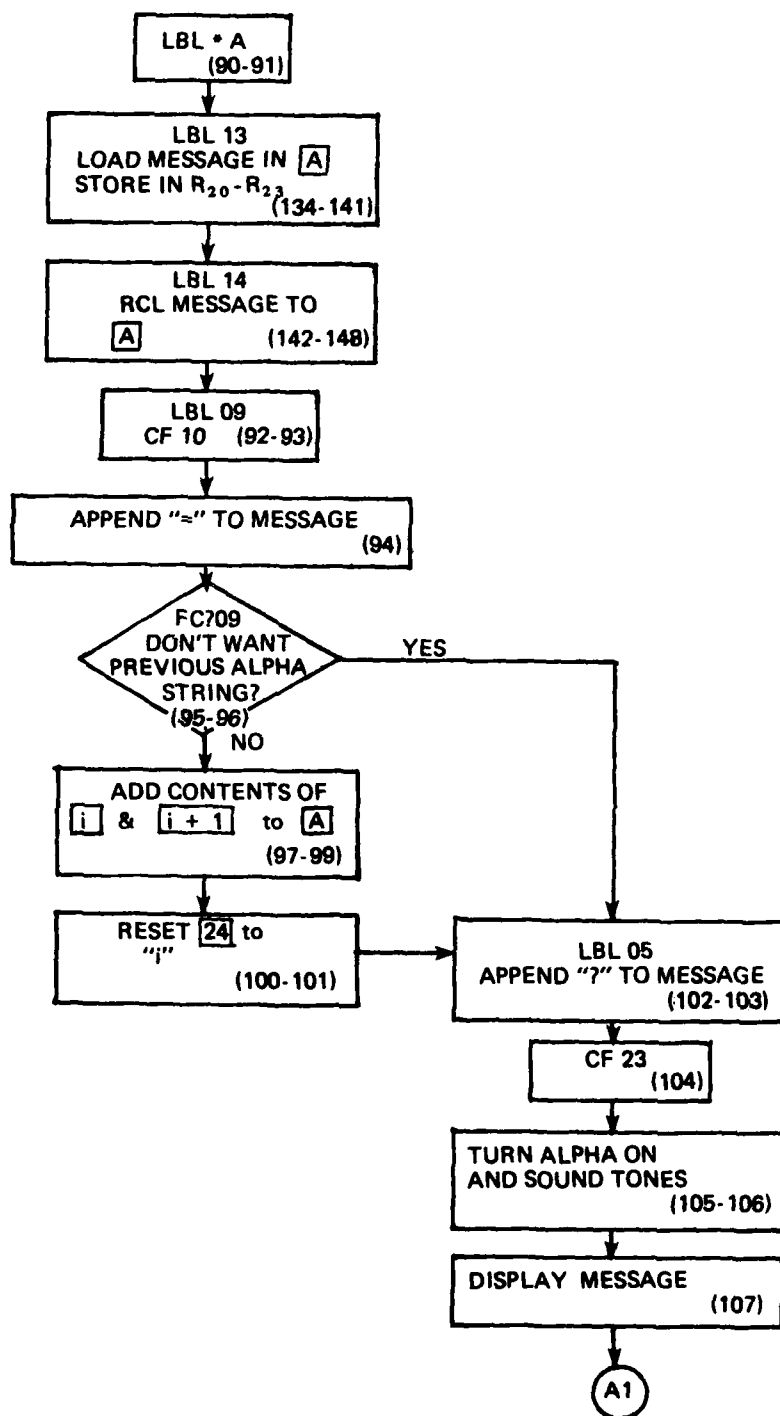 LBL * A
(90-91)
LBL 13
LOAD MESSAGE IN A
STORE IN R₂₀-R₂₃
(134-141)
LBL 14
RCL MESSAGE TO
A (142-148)
LBL 09
CF 10 (92-93)
APPEND "=" TO MESSAGE
(94)
FC?09
DON'T WANT
PREVIOUS ALPHA
STRING?
(95-96)
YES
NO
ADD CONTENTS OF
i & i + 1 to A
(97-99)
RESET 24 to
"i"
(100-101)
LBL 05
APPEND "?" TO MESSAGE
(102-103)
CF 23
(104)
TURN ALPHA ON
AND SOUND TONES
(105-106)
DISPLAY MESSAGE
(107)
A1